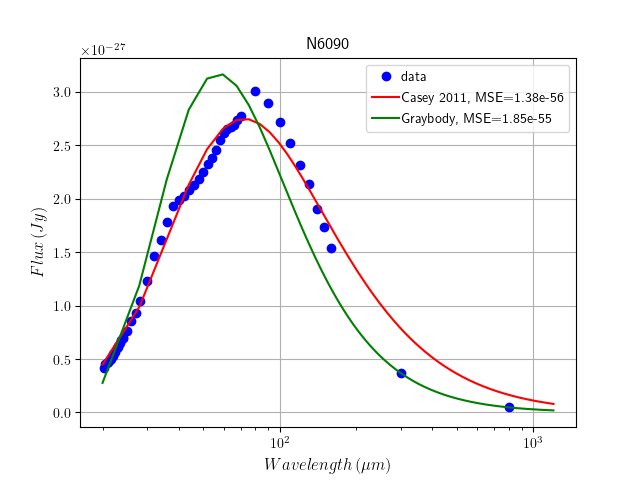 N6090
×10⁻²⁷
data
Casey 2011, MSE=1.38e-56
Graybody, MSE=1.85e-55
3.0
2.5
2.0
1.5
1.0
0.5
0.0
Flux (Jy)
10² 10³
Wavelength (μm)